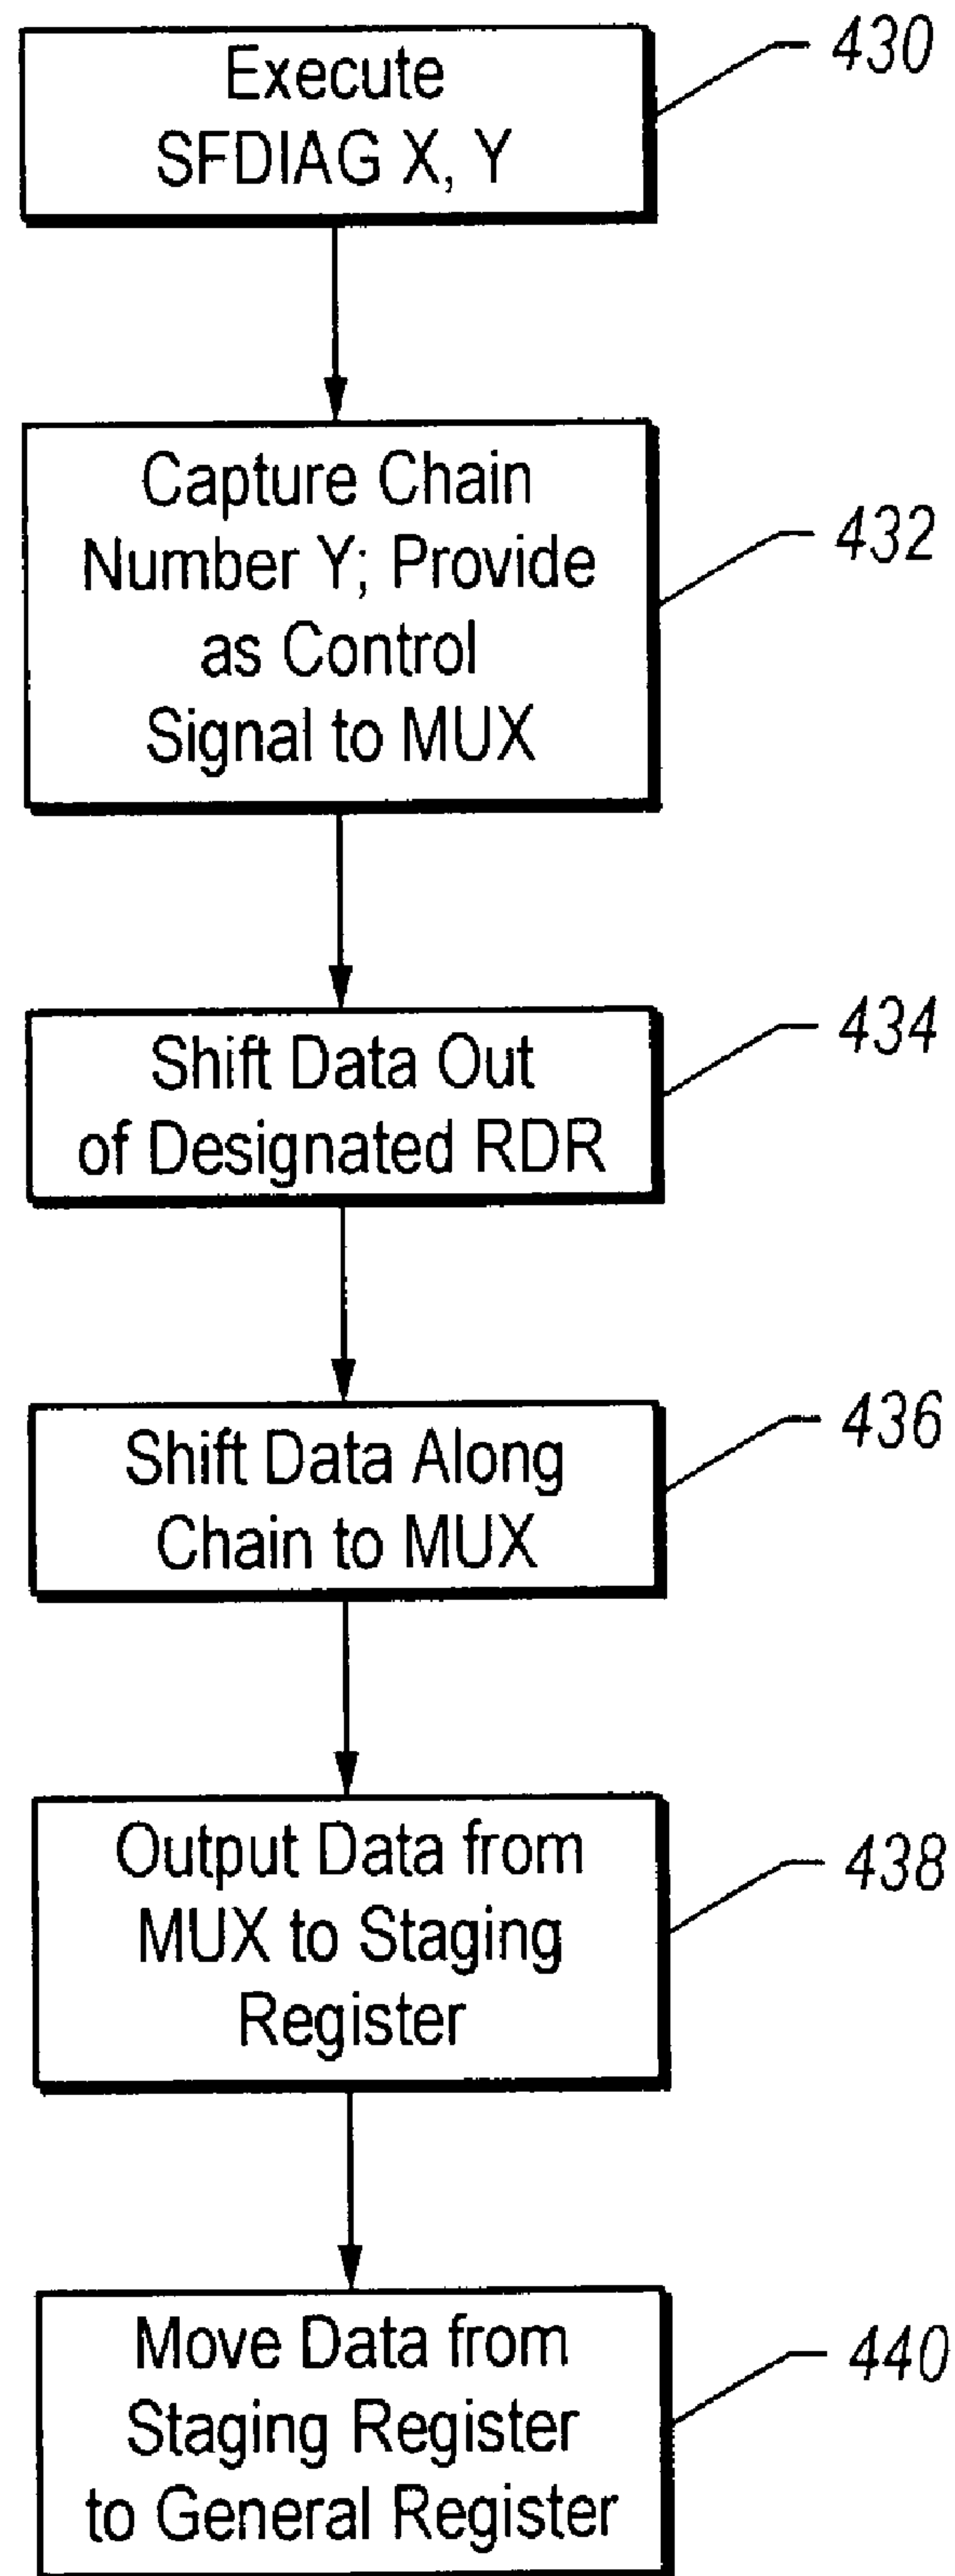 Execute
SFDIAG X, Y
430
Capture Chain
Number Y; Provide
as Control
Signal to MUX
432
Shift Data Out
of Designated RDR
434
Shift Data Along
Chain to MUX
436
Output Data from
MUX to Staging
Register
438
Move Data from
Staging Register
to General Register
440